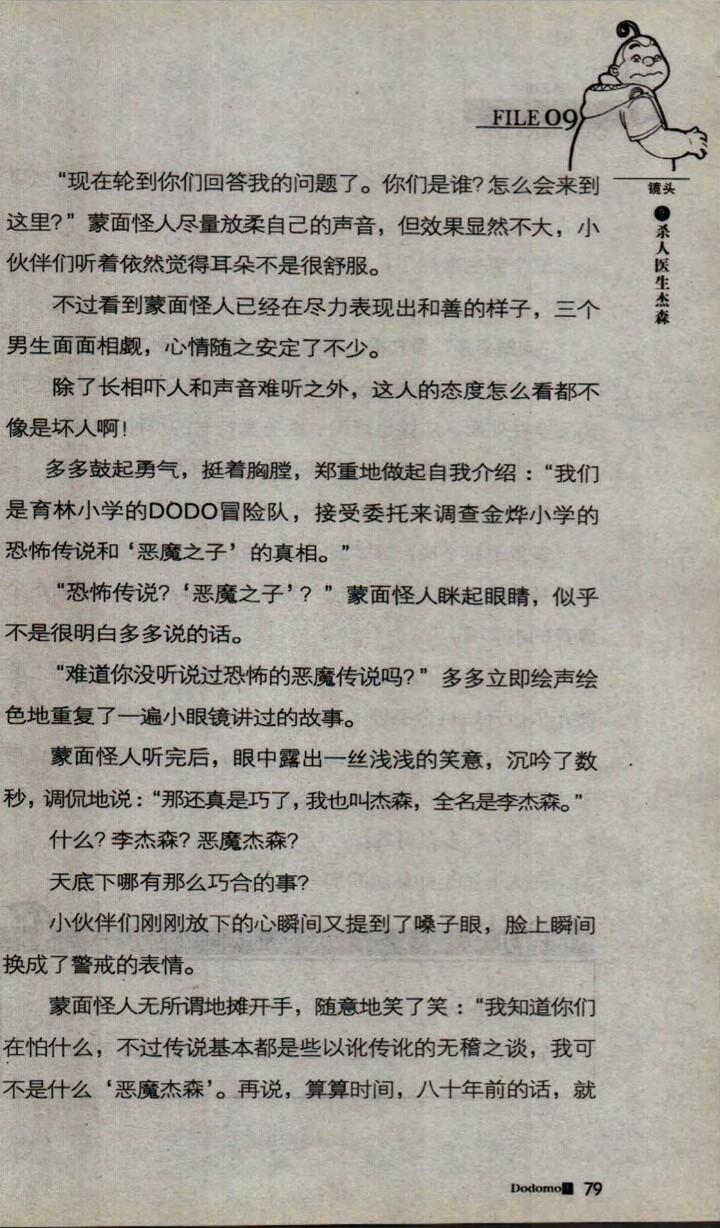 FILE 09
镜头
杀人医生杰森
“现在轮到你们回答我的问题了。你们是谁？怎么会来到
这里？”蒙面怪人尽量放柔自己的声音，但效果显然不大，小
伙伴们听着依然觉得耳朵不是很舒服。
不过看到蒙面怪人已经在尽力表现出和善的样子，三个
男生面面相觑，心情随之安定了不少。
除了长相吓人和声音难听之外，这人的态度怎么看都不
像是坏人啊！
多多鼓起勇气，挺着胸膛，郑重地做起自我介绍：“我们
是育林小学的DODO冒险队，接受委托来调查金烨小学的
恐怖传说和‘恶魔之子’的真相。”
“恐怖传说？‘恶魔之子’？”蒙面怪人眯起眼睛，似乎
不是很明白多多说的话。
“难道你没听说过恐怖的恶魔传说吗？”多多立即绘声绘
色地重复了一遍小眼镜讲过的故事。
蒙面怪人听完后，眼中露出一丝浅浅的笑意，沉吟了数
秒，调侃地说：“那还真是巧了，我也叫杰森，全名是李杰森。”
什么？李杰森？恶魔杰森？
天底下哪有那么巧合的事？
小伙伴们刚刚放下的心瞬间又提到了嗓子眼，脸上瞬间
换成了警戒的表情。
蒙面怪人无所谓地摊开手，随意地笑了笑：“我知道你们
在怕什么，不过传说基本都是些以讹传讹的无稽之谈，我可
不是什么‘恶魔杰森’。再说，算算时间，八十年前的话，就
Dodomo 79